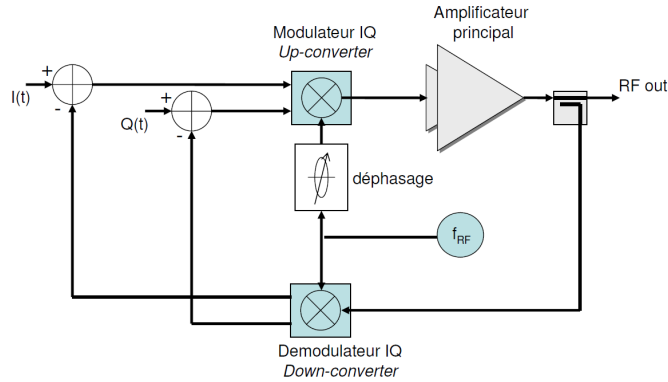 Amplificateur
principal
Modulateur IQ
Up-converter
RF out
+
I(t)
-
+
Q(t)
-
déphasage
fRF
Demodulateur IQ
Down-converter